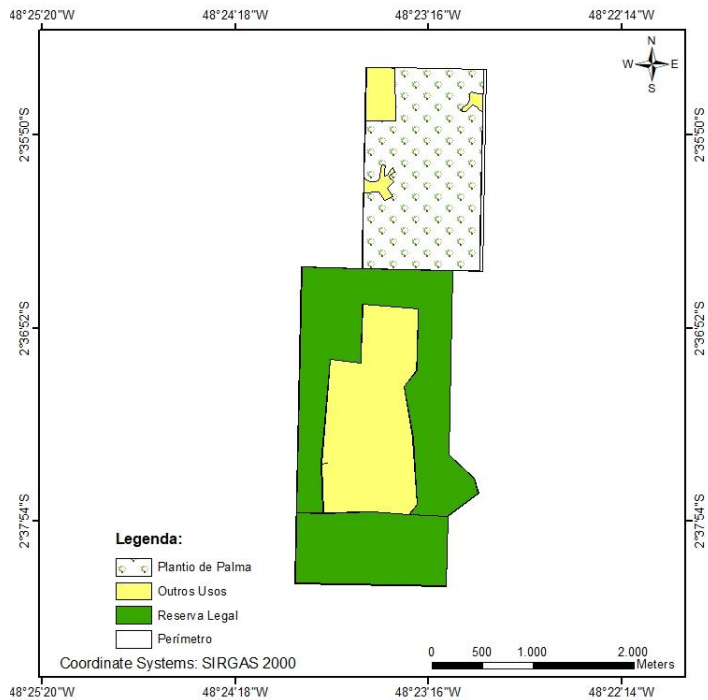 48°25'20"W 48°24'18"W 48°23'16"W 48°22'14"W
N
W E
S
2°35'50"S 2°35'50"S
2°36'52"S 2°36'52"S
2°37'54"S 2°37'54"S
Legenda:
Plantio de Palma
Outros Usos
Reserva Legal
Perímetro
0 500 1.000 2.000
Meters
Coordinate Systems: SIRGAS 2000
48°25'20"W 48°24'18"W 48°23'16"W 48°22'14"W